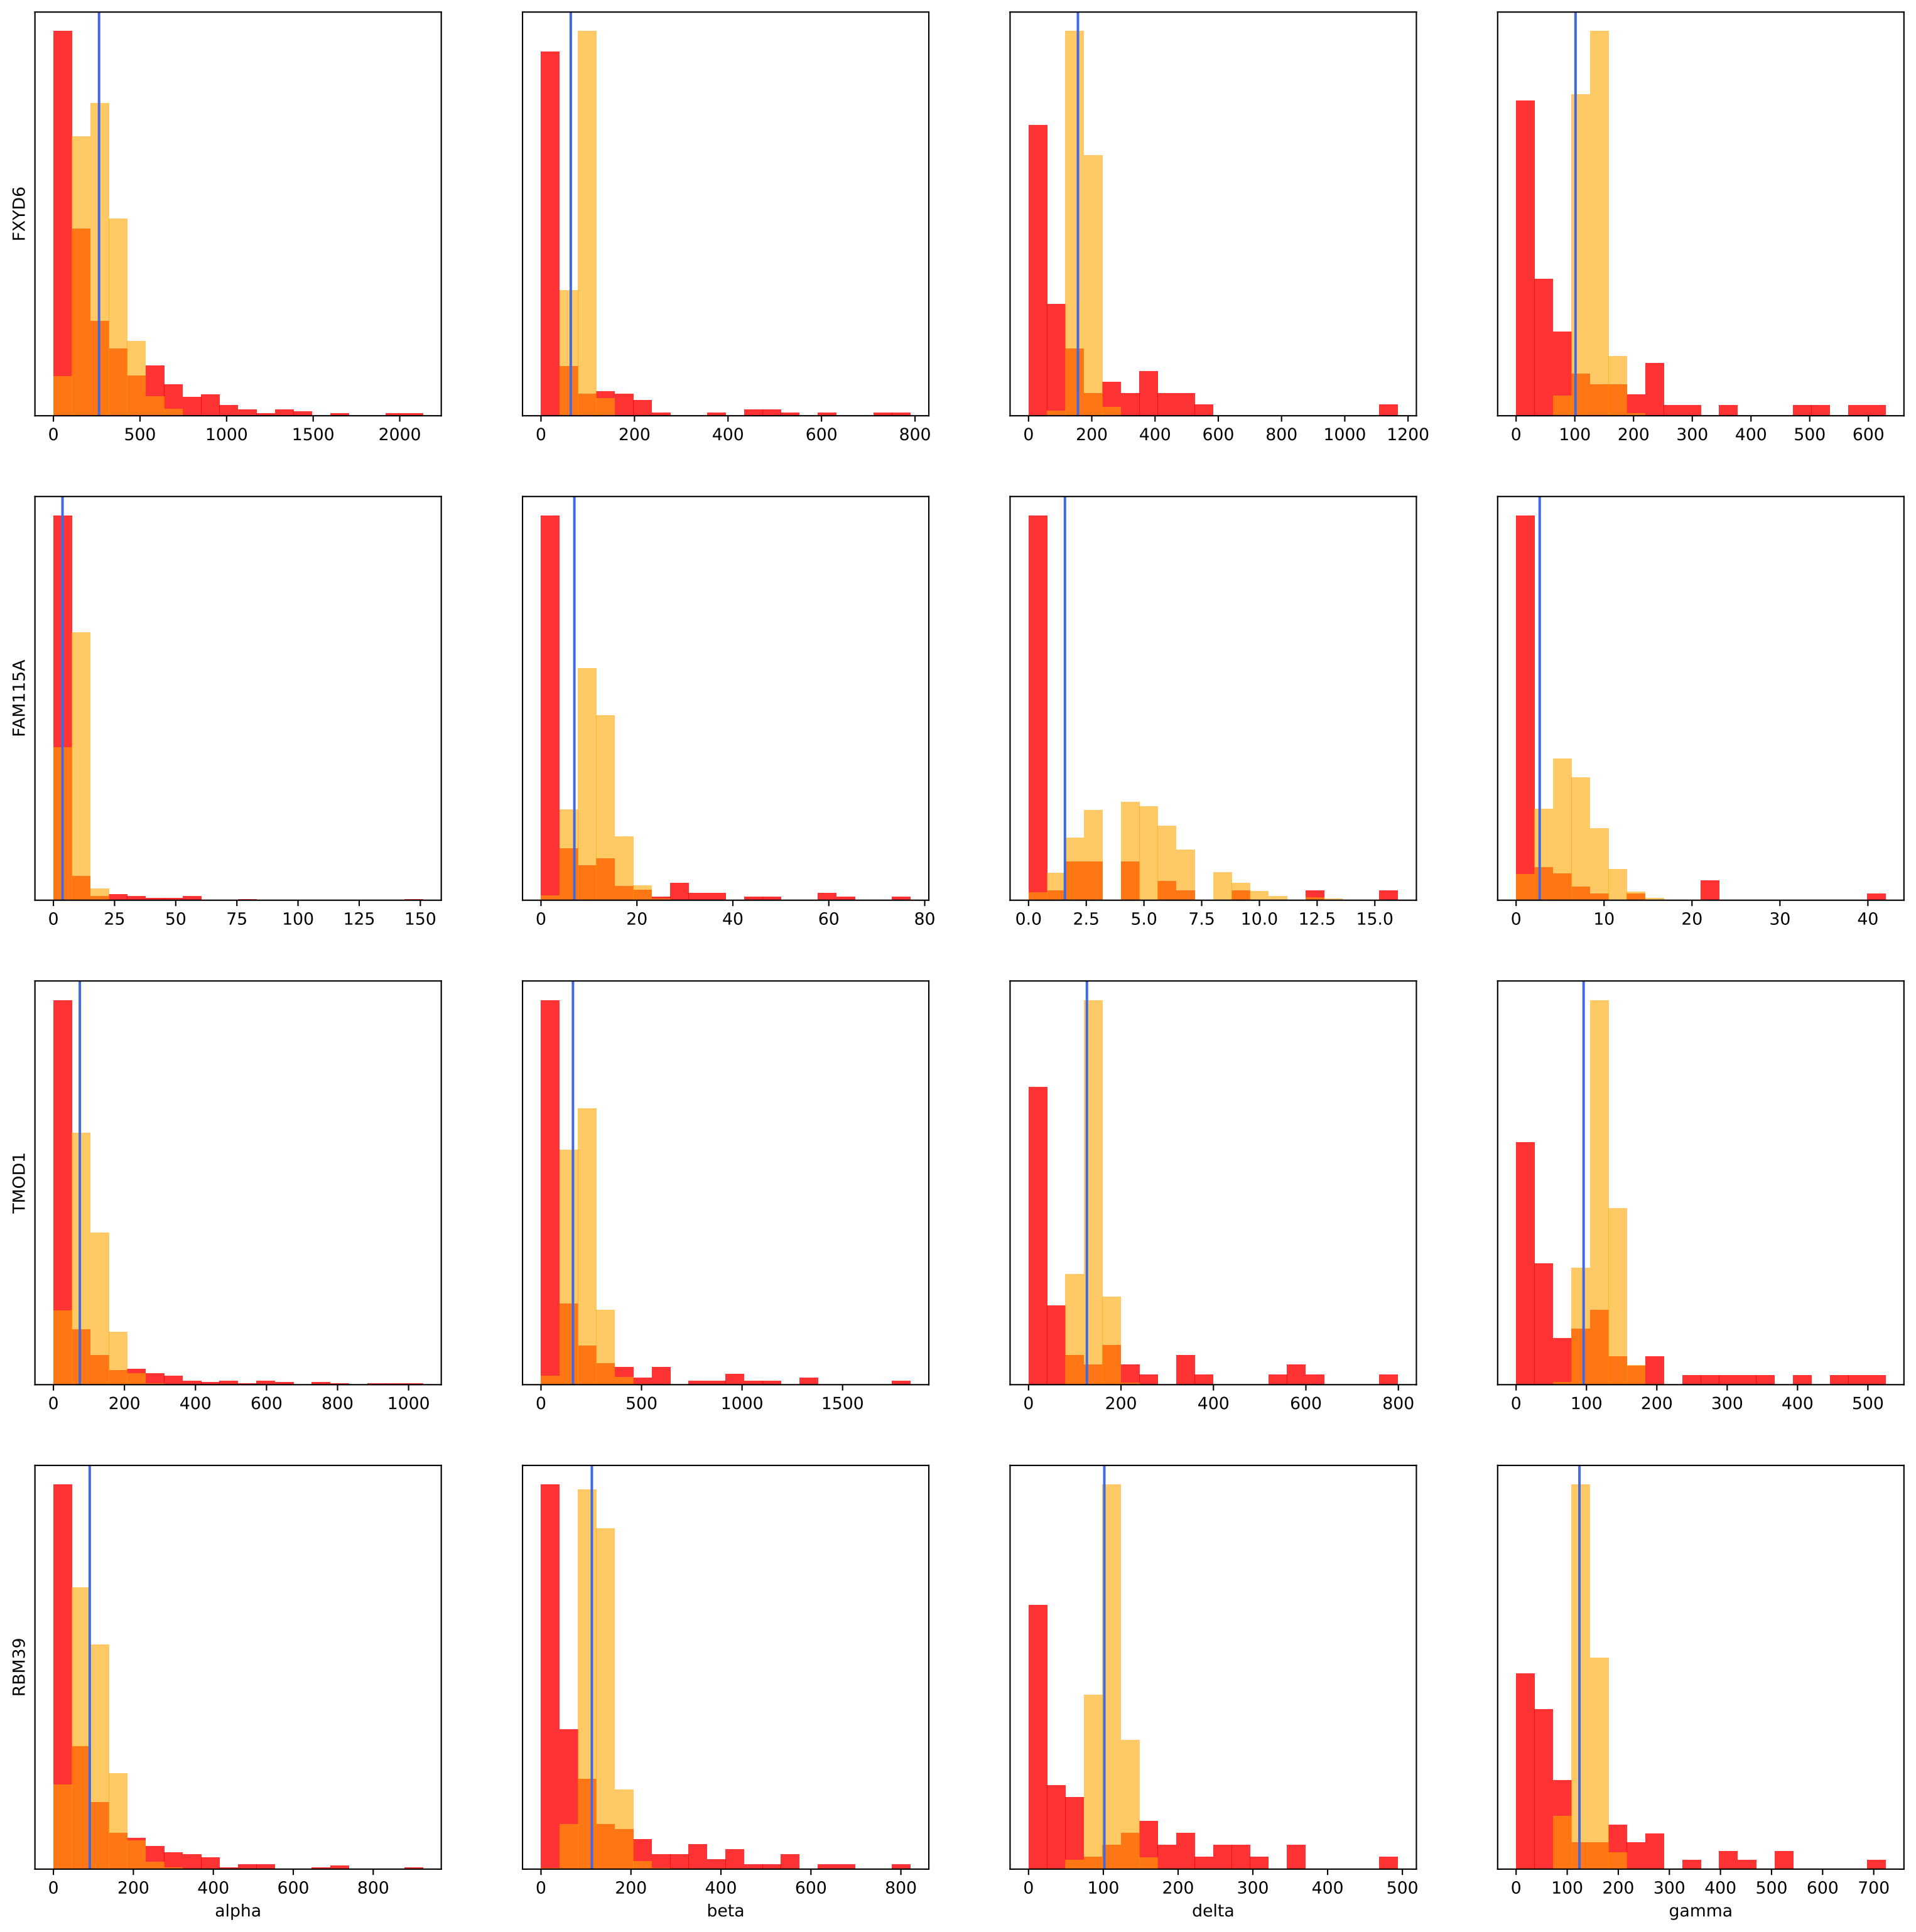 FXYD6
0 500 1000 1500 2000
0 200 400 600 800
0 200 400 600 800 1000 1200
0 100 200 300 400 500 600
FAM115A
0 25 50 75 100 125 150
0 20 40 60 80
0.0 2.5 5.0 7.5 10.0 12.5 15.0
0 10 20 30 40
TMOD1
0 200 400 600 800 1000
0 500 1000 1500
0 200 400 600 800
0 100 200 300 400 500
RBM39
0 200 400 600 800
0 200 400 600 800
0 100 200 300 400 500
0 100 200 300 400 500 600 700
alpha
beta
delta
gamma